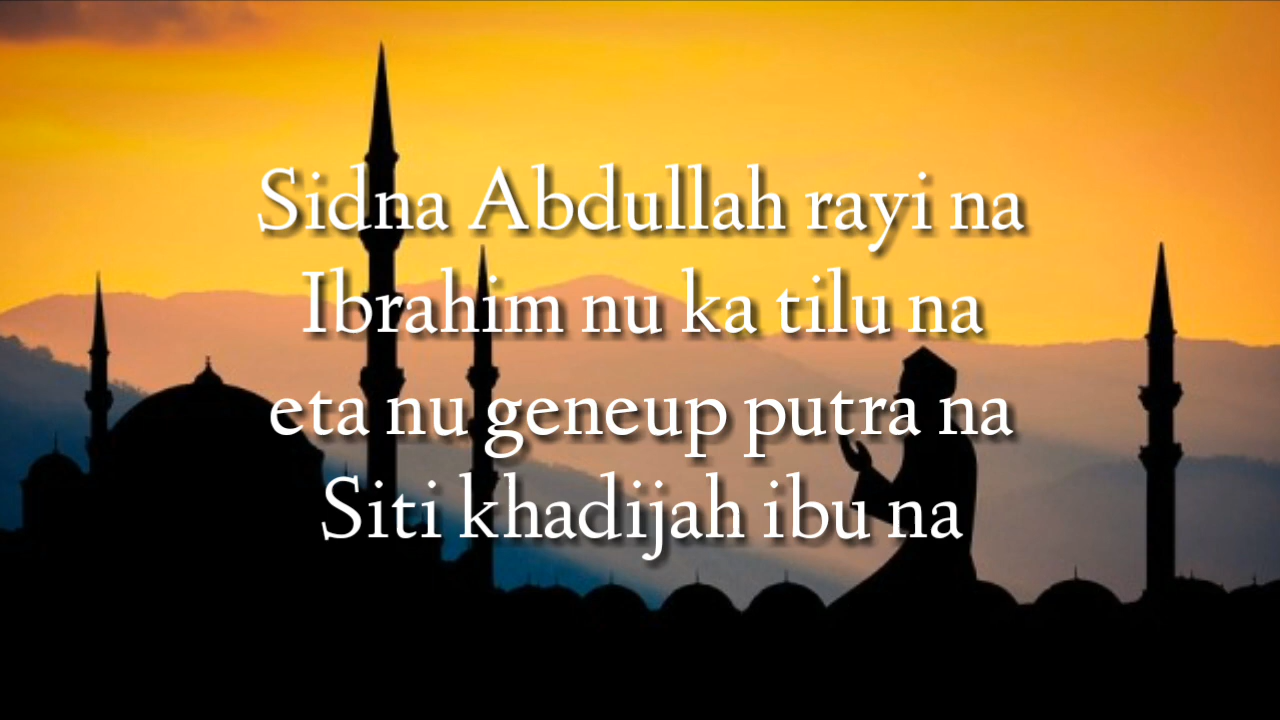 Sidna Abdullah rayi na
Ibrahim nu ka tilu na
eta nu geneup putra na
Siti khadijah ibu na